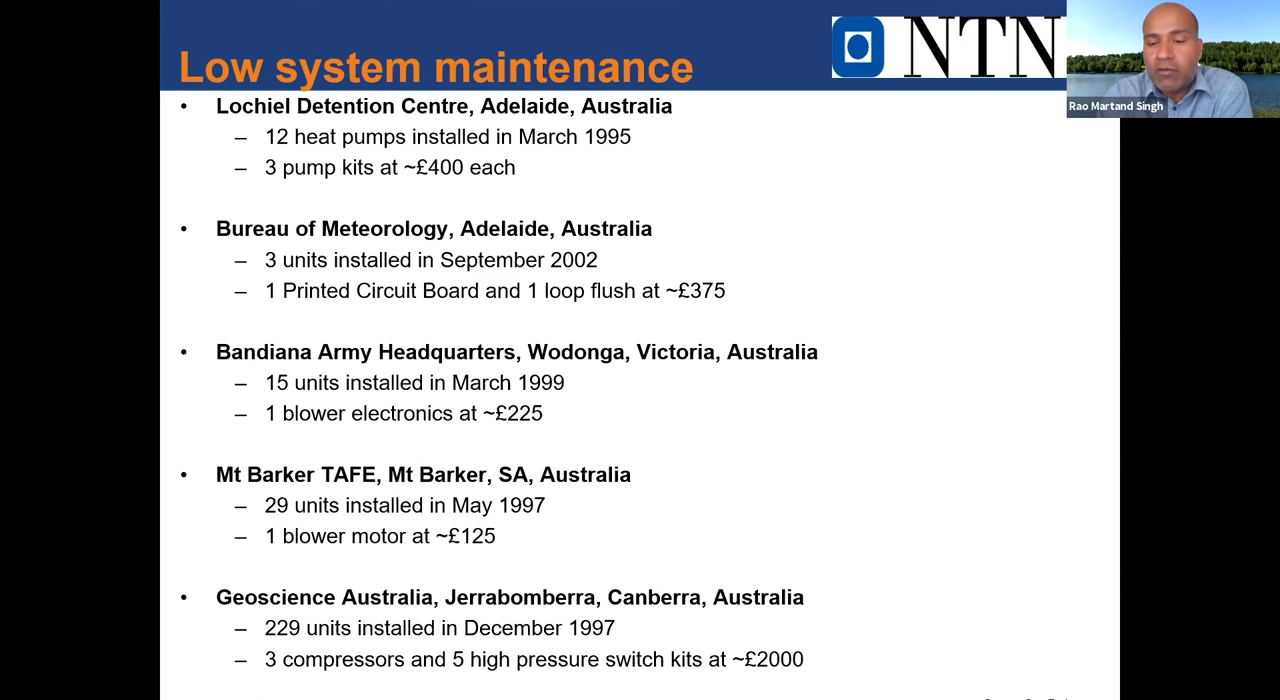 Low system maintenance
NTN
Rao Martand Singh
• Lochiel Detention Centre, Adelaide, Australia
– 12 heat pumps installed in March 1995
– 3 pump kits at ~£400 each
• Bureau of Meteorology, Adelaide, Australia
– 3 units installed in September 2002
– 1 Printed Circuit Board and 1 loop flush at ~£375
• Bandiana Army Headquarters, Wodonga, Victoria, Australia
– 15 units installed in March 1999
– 1 blower electronics at ~£225
• Mt Barker TAFE, Mt Barker, SA, Australia
– 29 units installed in May 1997
– 1 blower motor at ~£125
• Geoscience Australia, Jerrabomberra, Canberra, Australia
– 229 units installed in December 1997
– 3 compressors and 5 high pressure switch kits at ~£2000